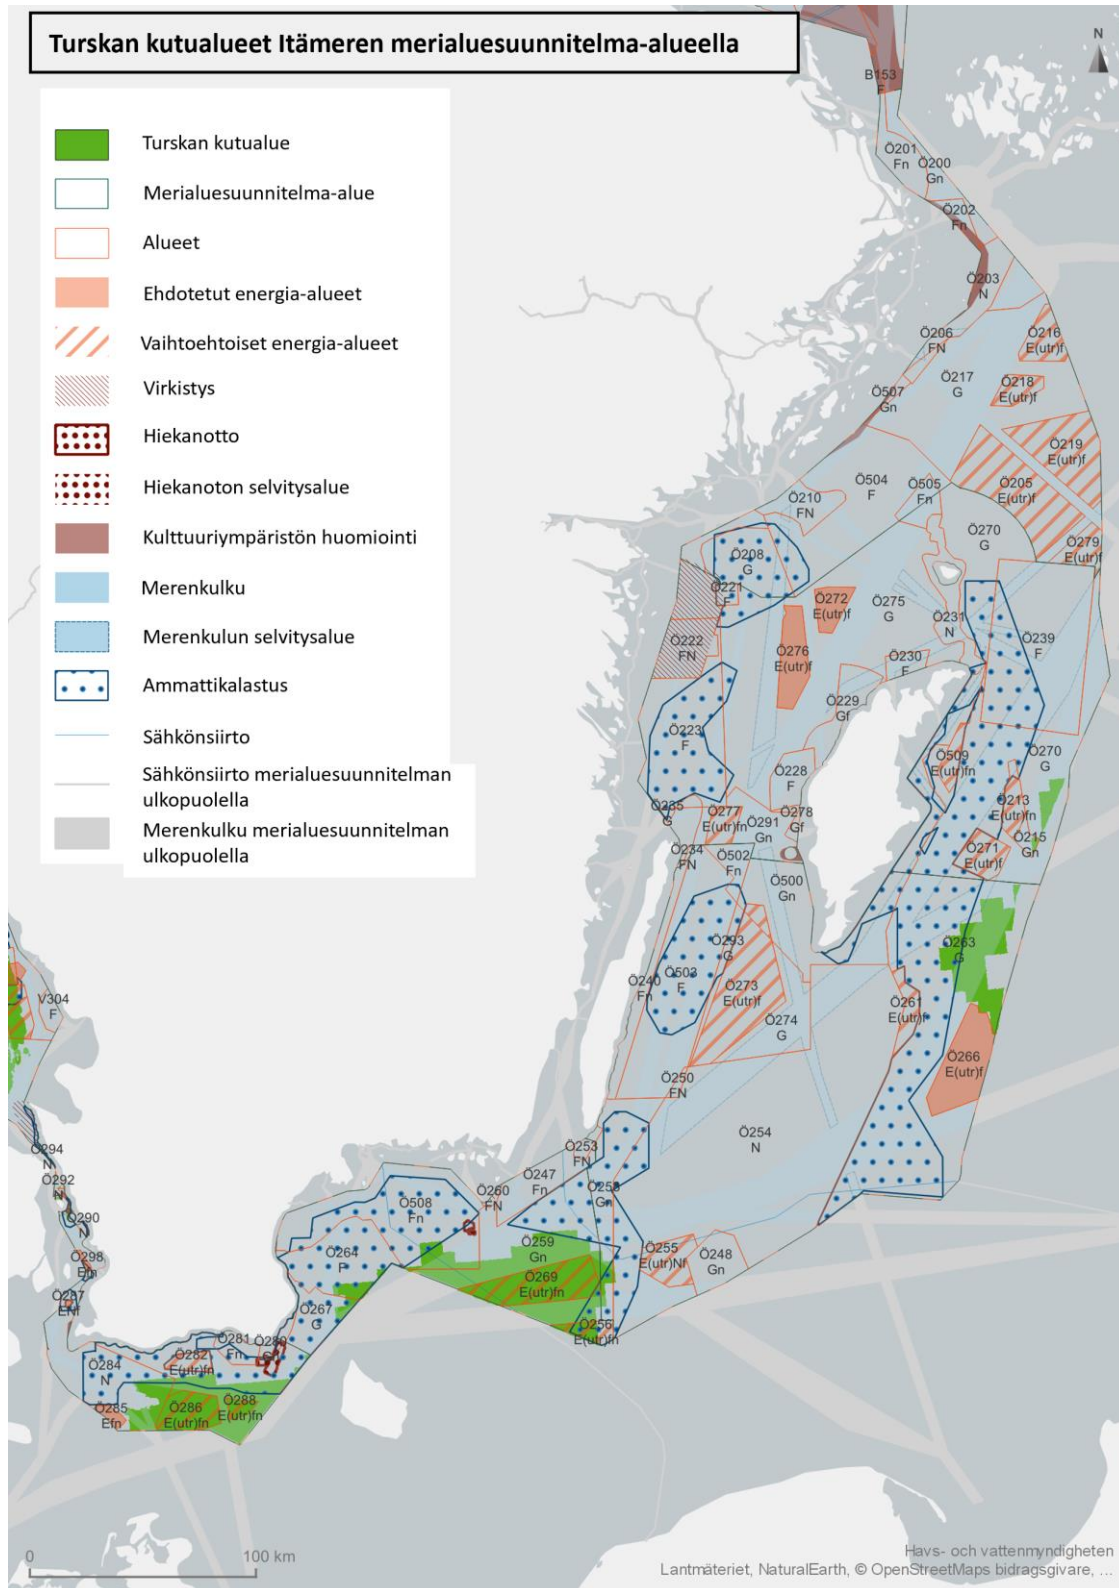 Turskan kutualueet Itämeren merialuesuunnitelma-alueella
N
Turskan kutualue
Merialuesuunnitelma-alue
Alueet
Ehdotetut energia-alueet
Vaihtoehtoiset energia-alueet
Virkistys
Hiekanotto
Hiekanoton selvitysalue
Kulttuuriympäristön huomiointi
Merenkulku
Merenkulun selvitysalue
Ammattikalastus
Sähkönsiirto
Sähkönsiirto merialuesuunnitelman
ulkopuolella
Merenkulku merialuesuunnitelman
ulkopuolella
B153
F
Ö201
Fn
Ö200
Gn
Ö202
Fn
Ö203
N
Ö206
FN
Ö216
E(utr)f
Ö217
G
Ö218
E(utr)f
Ö507
Gn
Ö219
E(utr)f
Ö504
F
Ö505
Fn
Ö205
E(utr)f
Ö210
FN
Ö270
G
Ö279
E(utr)f
Ö208
G
Ö221
F
Ö272
E(utr)f
Ö275
G
Ö231
N
Ö239
F
Ö222
FN
Ö276
E(utr)f
Ö230
F
Ö229
Gf
Ö223
F
Ö228
F
Ö509
E(utr)fn
Ö270
G
Ö235
G
Ö277
E(utr)fn
Ö291
Gn
Ö278
Gf
Ö213
E(utr)fn
Ö215
Gn
Ö271
E(utr)f
Ö234
FN
Ö502
Fn
Ö500
Gn
Ö293
G
Ö263
G
Ö240
Fn
Ö503
F
Ö273
E(utr)f
Ö274
G
Ö261
E(utr)f
Ö266
E(utr)f
Ö250
FN
Ö254
N
V304
F
Ö294
N
Ö292
N
Ö290
N
Ö298
Ö287
Ö253
FN
Ö247
Fn
Ö260
FN
Ö508
Fn
Gn
Ö259
Gn
Ö264
F
Ö269
E(utr)fn
Ö255
E(utr)Nf
Ö248
Gn
Ö267
G
Ö256
E(utr)fn
Ö281
Fn
Ö282
E(utr)fn
Ö284
N
Ö285
Efn
Ö286
E(utr)fn
Ö288
E(utr)fn
0
100 km
Havs- och vattenmyndigheten
Lantmäteriet, NaturalEarth, © OpenStreetMaps bidragsgivare, ...